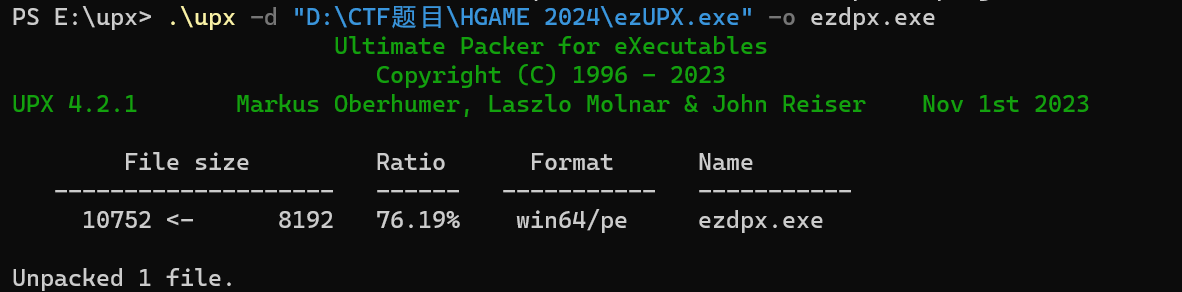 PS E:\upx> .\upx -d "D:\CTF题目\HGAME 2024\ezUPX.exe" -o ezdpx.exe
Ultimate Packer for eXecutables
Copyright (C) 1996 - 2023
UPX 4.2.1       Markus Oberhumer, Laszlo Molnar & John Reiser    Nov 1st 2023
File size         Ratio      Format      Name
--------------------   ------   -----------   -----------
10752 <-      8192   76.19%    win64/pe     ezdpx.exe
Unpacked 1 file.